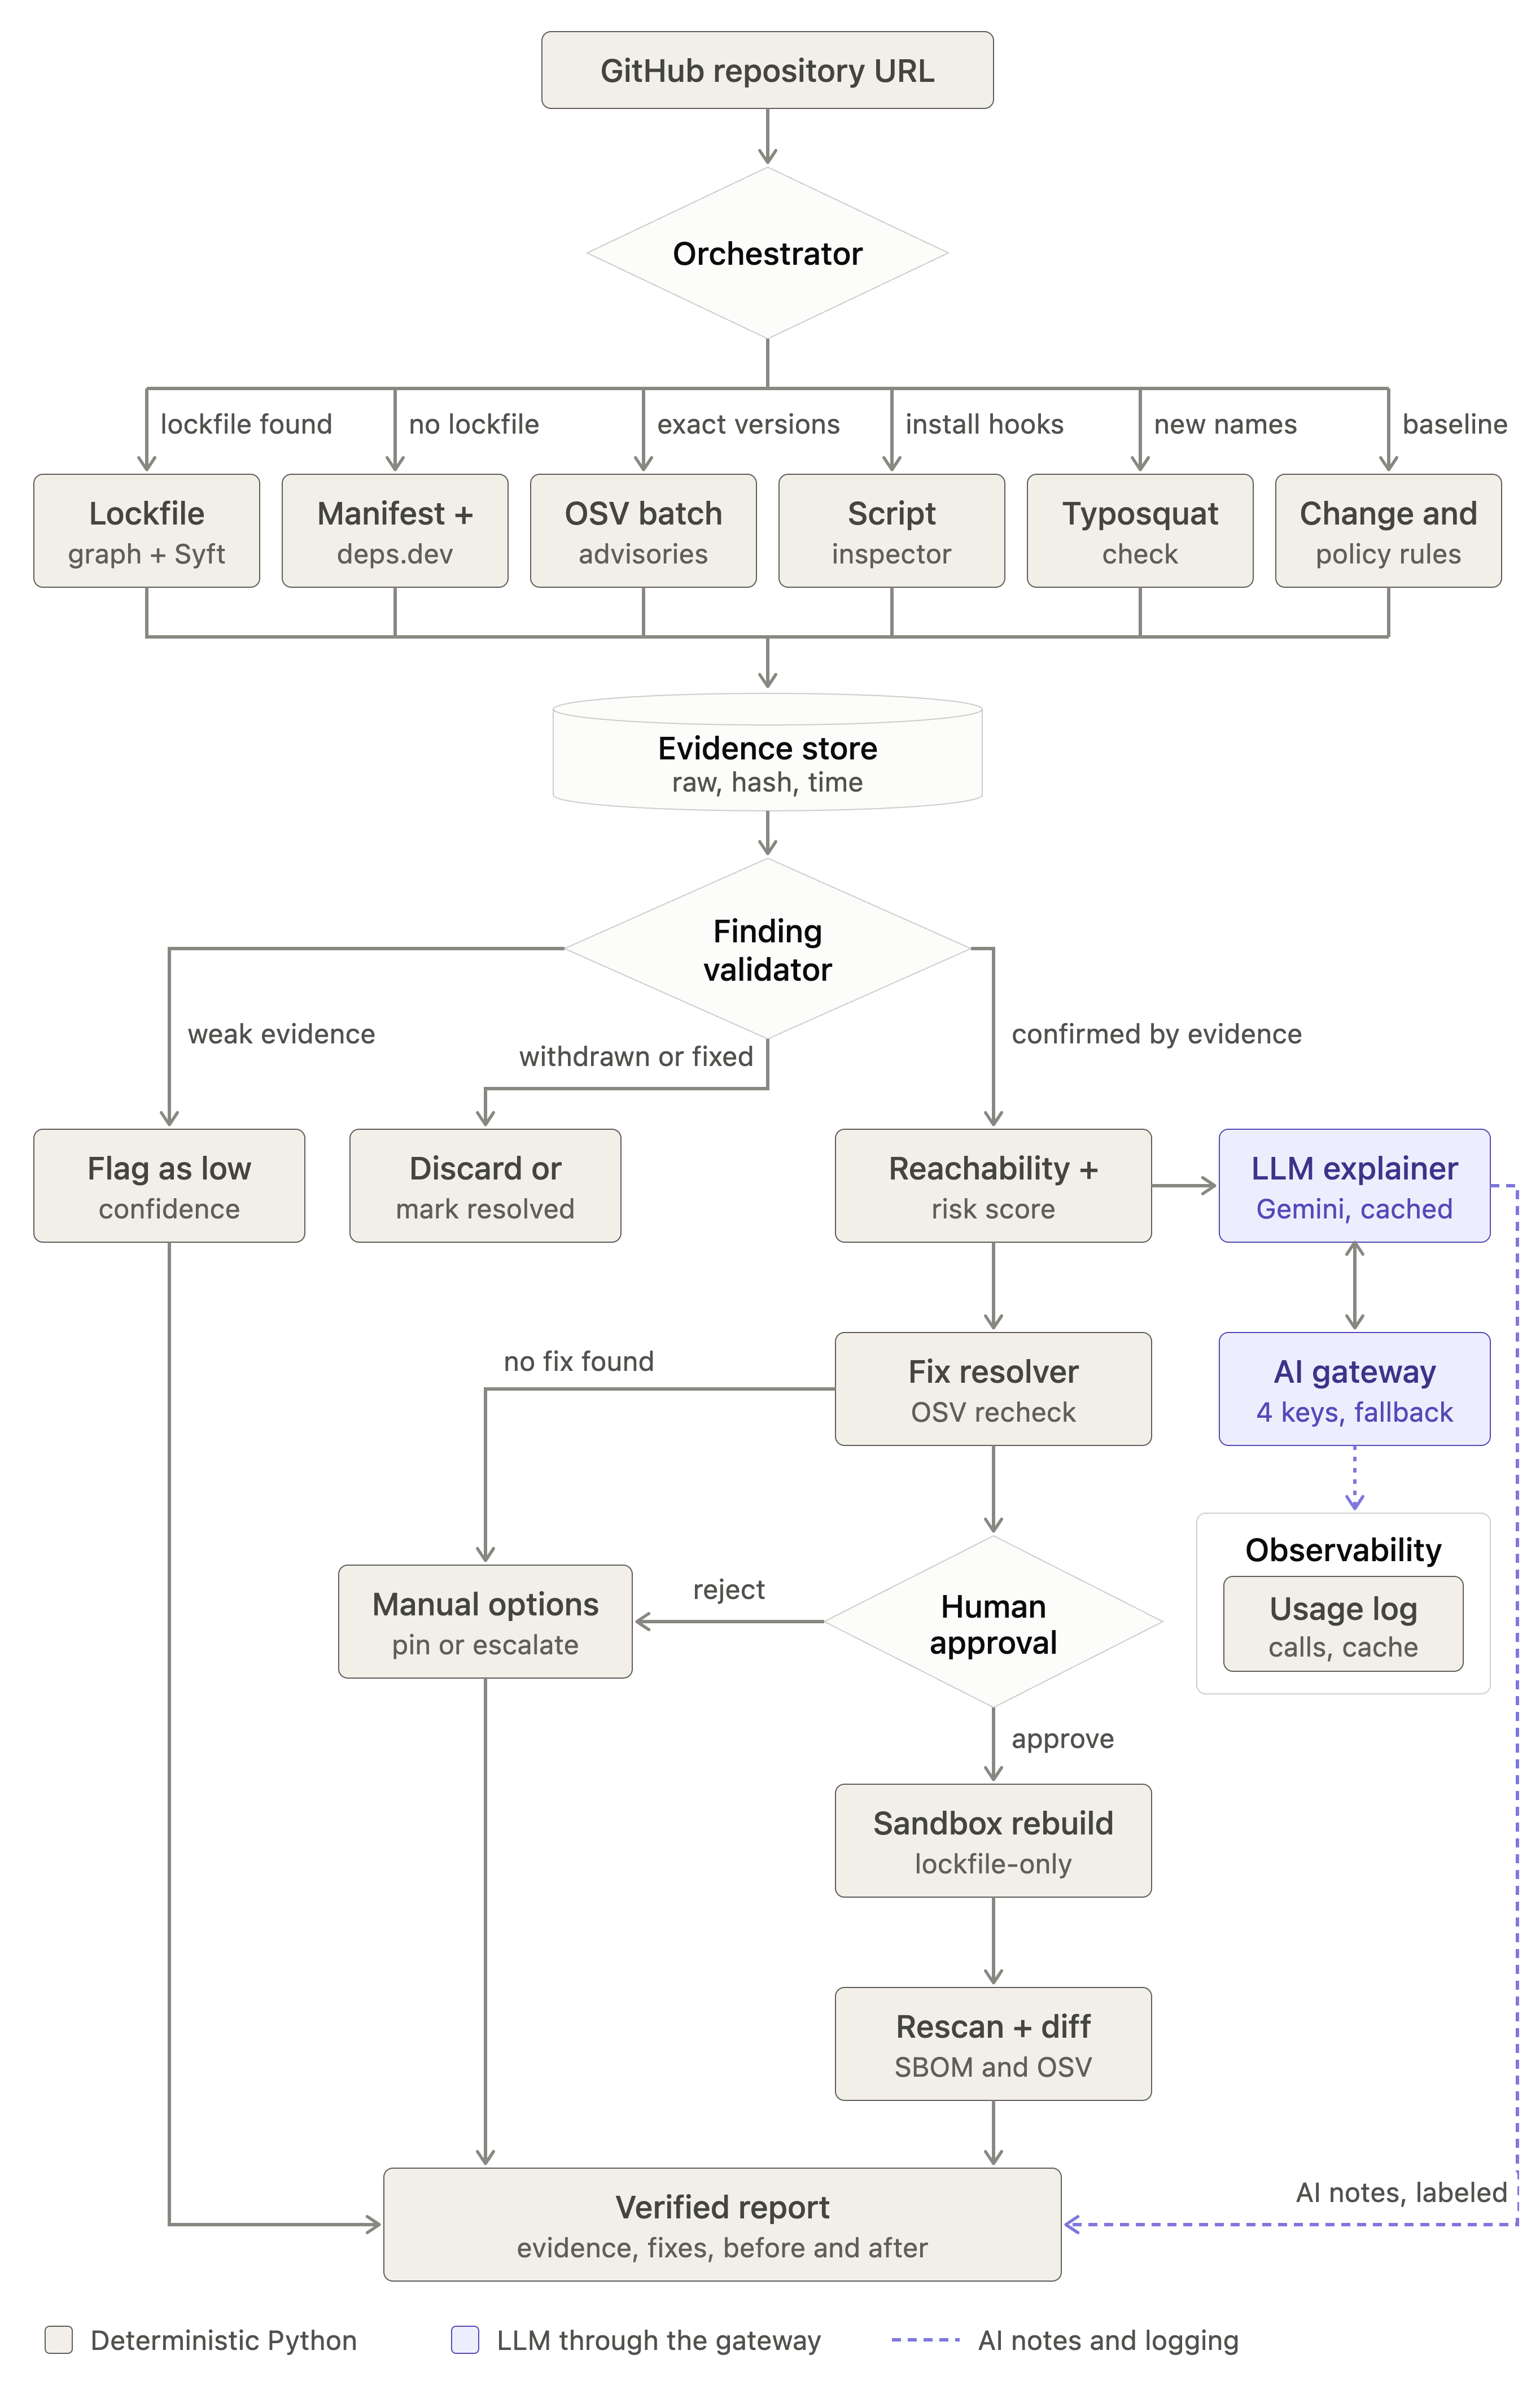 GitHub repository URL
Orchestrator
lockfile found
no lockfile
exact versions
install hooks
new names
baseline
Lockfile
graph + Syft
Manifest +
deps.dev
OSV batch
advisories
Script
inspector
Typosquat
check
Change and
policy rules
Evidence store
raw, hash, time
Finding
validator
weak evidence
withdrawn or fixed
confirmed by evidence
Flag as low
confidence
Discard or
mark resolved
Reachability +
risk score
LLM explainer
Gemini, cached
no fix found
Fix resolver
OSV recheck
AI gateway
4 keys, fallback
Observability
Usage log
calls, cache
Manual options
pin or escalate
reject
Human
approval
approve
Sandbox rebuild
lockfile-only
Rescan + diff
SBOM and OSV
AI notes, labeled
Verified report
evidence, fixes, before and after
Deterministic Python
LLM through the gateway
AI notes and logging